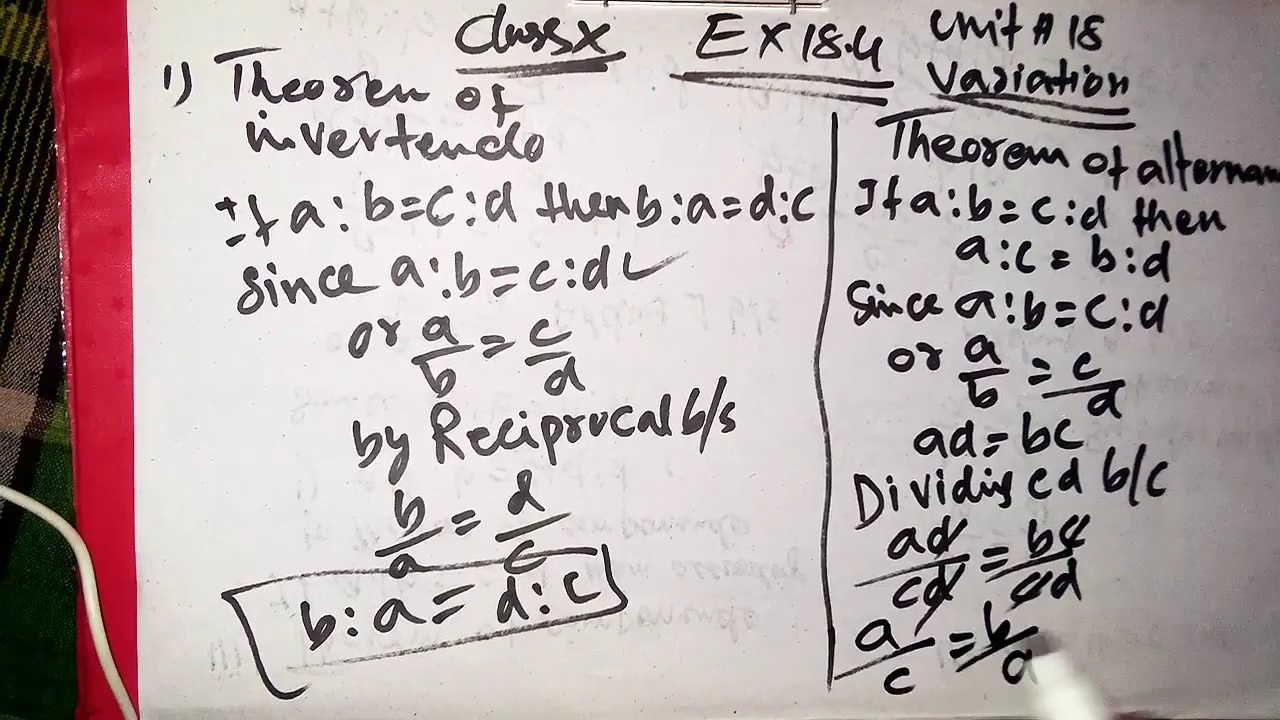 Class X Ex 18.4 Unit # 18
Variation
1) Theorem of
invertendo
If a:b=c:d then b:a=d:c
Since a:b=c:d
or a/b = c/d
by Reciprocal b/s
b/a = d/c
b:a = d:c
Theorem of alternan
If a:b=c:d then
a:c = b:d
Since a:b=c:d
or a/b = c/d
ad=bc
Dividing cd b/c
ad/cd = bc/cd
a/c = b/d